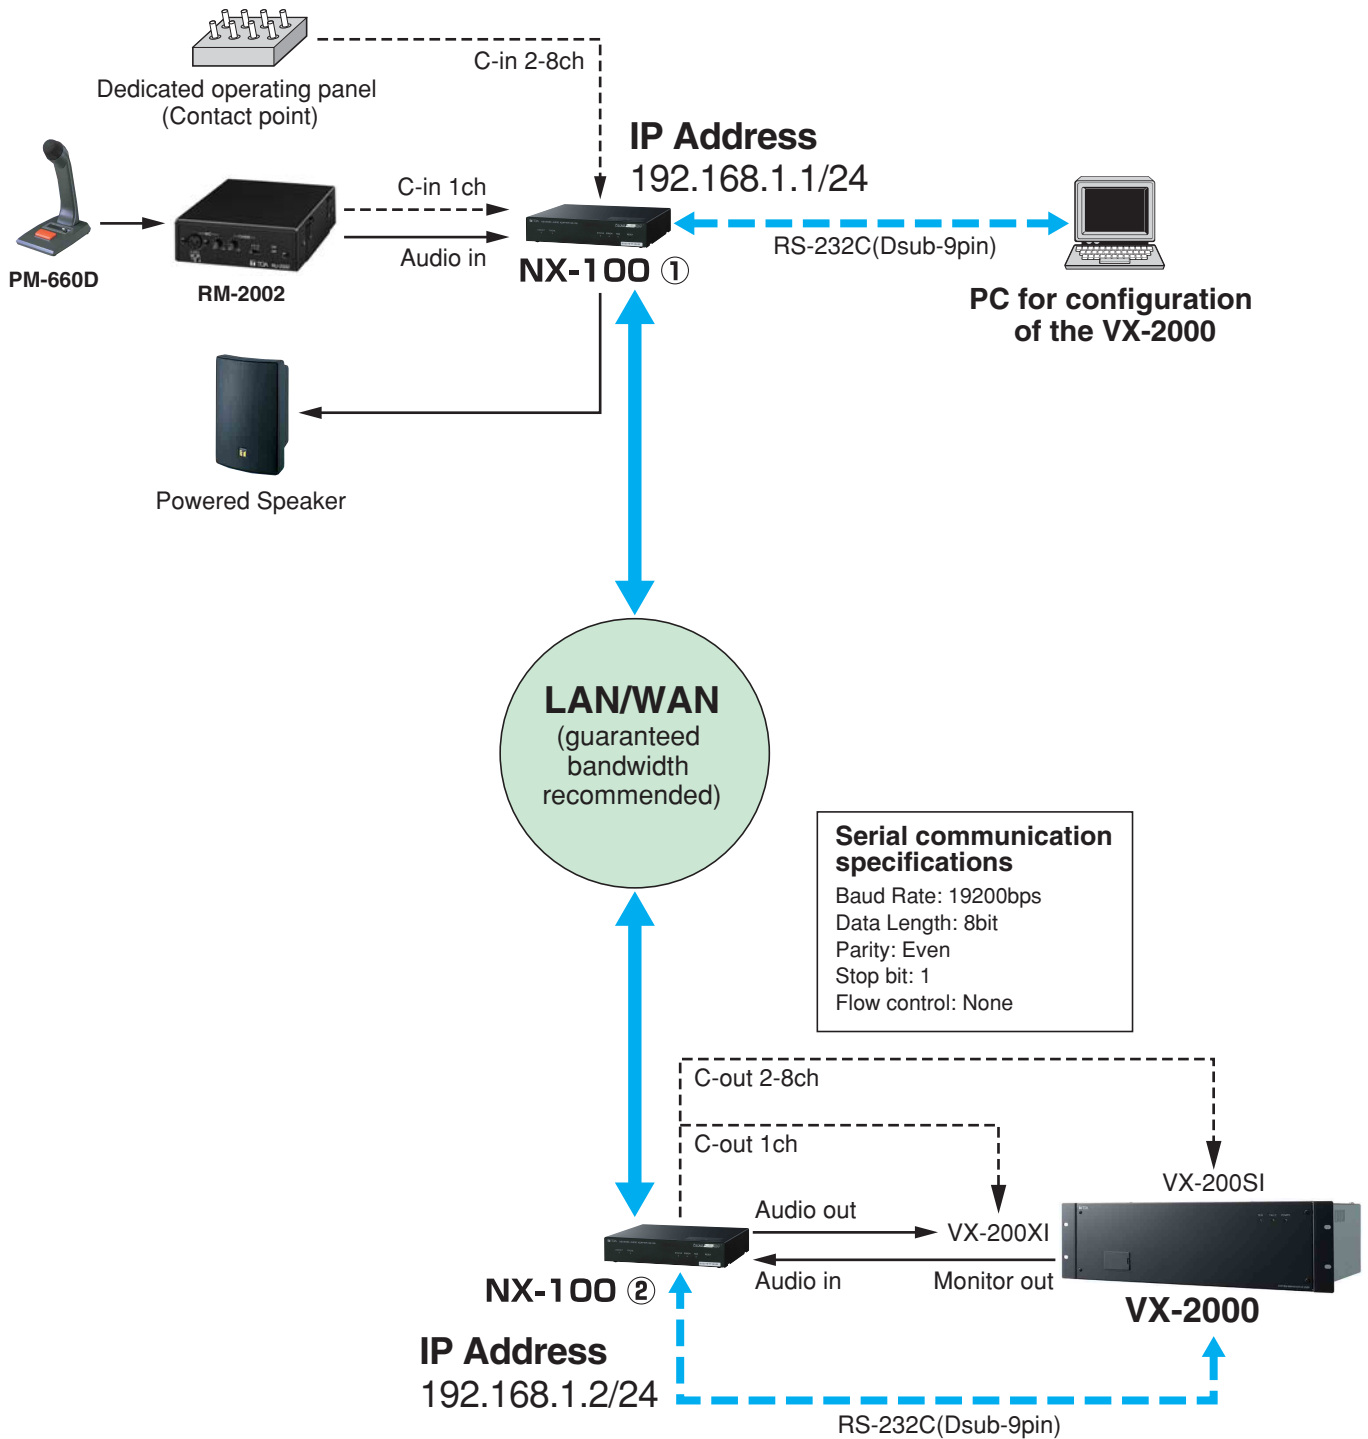 C-in 2-8ch
Dedicated operating panel
(Contact point)
IP Address
192.168.1.1/24
C-in 1ch
Audio in
RS-232C(Dsub-9pin)
PM-660D
RM-2002
NX-100 ①
PC for configuration
of the VX-2000
Powered Speaker
LAN/WAN
(guaranteed
bandwidth
recommended)
Serial communication
specifications
Baud Rate: 19200bps
Data Length: 8bit
Parity: Even
Stop bit: 1
Flow control: None
C-out 2-8ch
C-out 1ch
VX-200SI
Audio out
VX-200XI
Audio in
Monitor out
NX-100 ②
VX-2000
IP Address
192.168.1.2/24
RS-232C(Dsub-9pin)